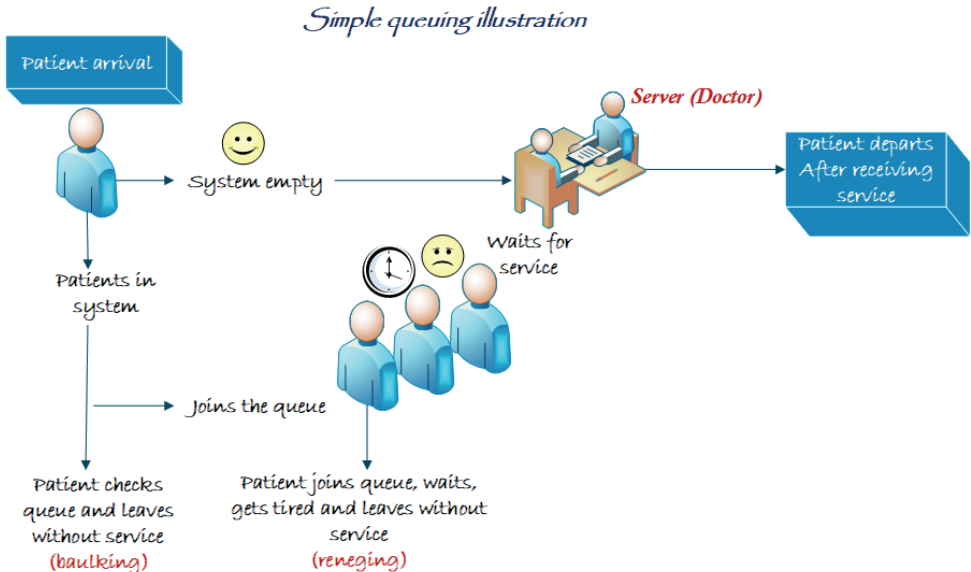 Simple queuing illustration
Patient arrival
Server (Doctor)
System empty
Patient departs
After receiving
service
Waits for
service
Patients in
system
Joins the queue
Patient checks
queue and leaves
without service
(baulking)
Patient joins queue, waits,
gets tired and leaves without
service
(reneging)